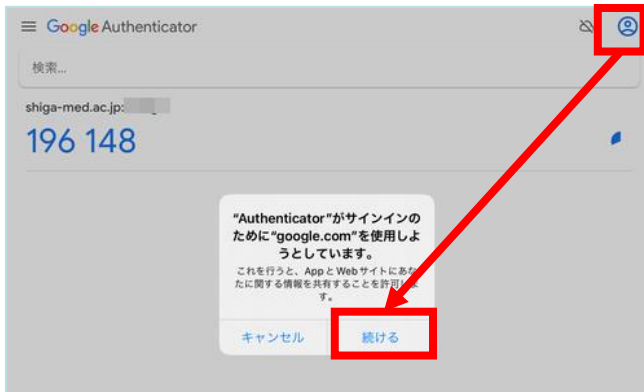 Google Authenticator
検索...
shiga-med.ac.jp:
196 148
"Authenticator"がサインインの
ために"google.com"を使用しよ
うとしています。
これを行うと、AppとWebサイトにあな
たに関する情報を共有することを許可しま
す。
キャンセル
続ける